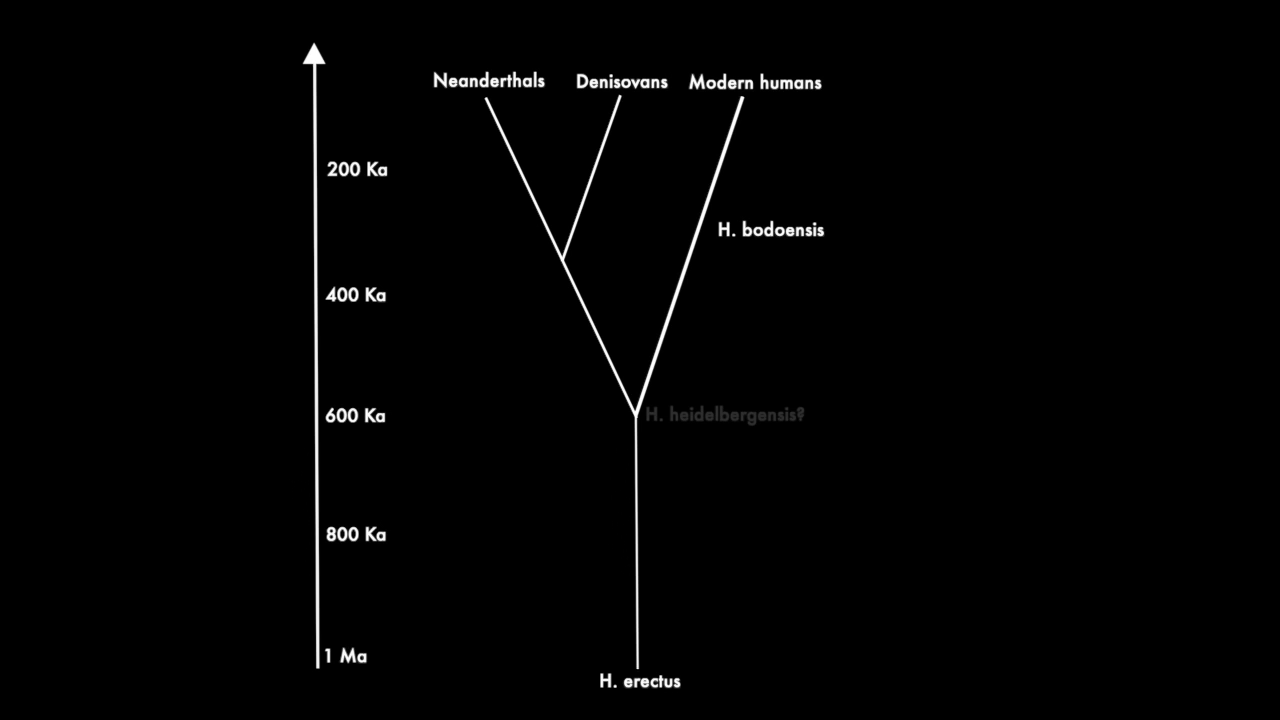 Neanderthals
Denisovans
Modern humans
200 Ka
H. bodoensis
400 Ka
600 Ka
H. heidelbergensis?
800 Ka
1 Ma
H. erectus